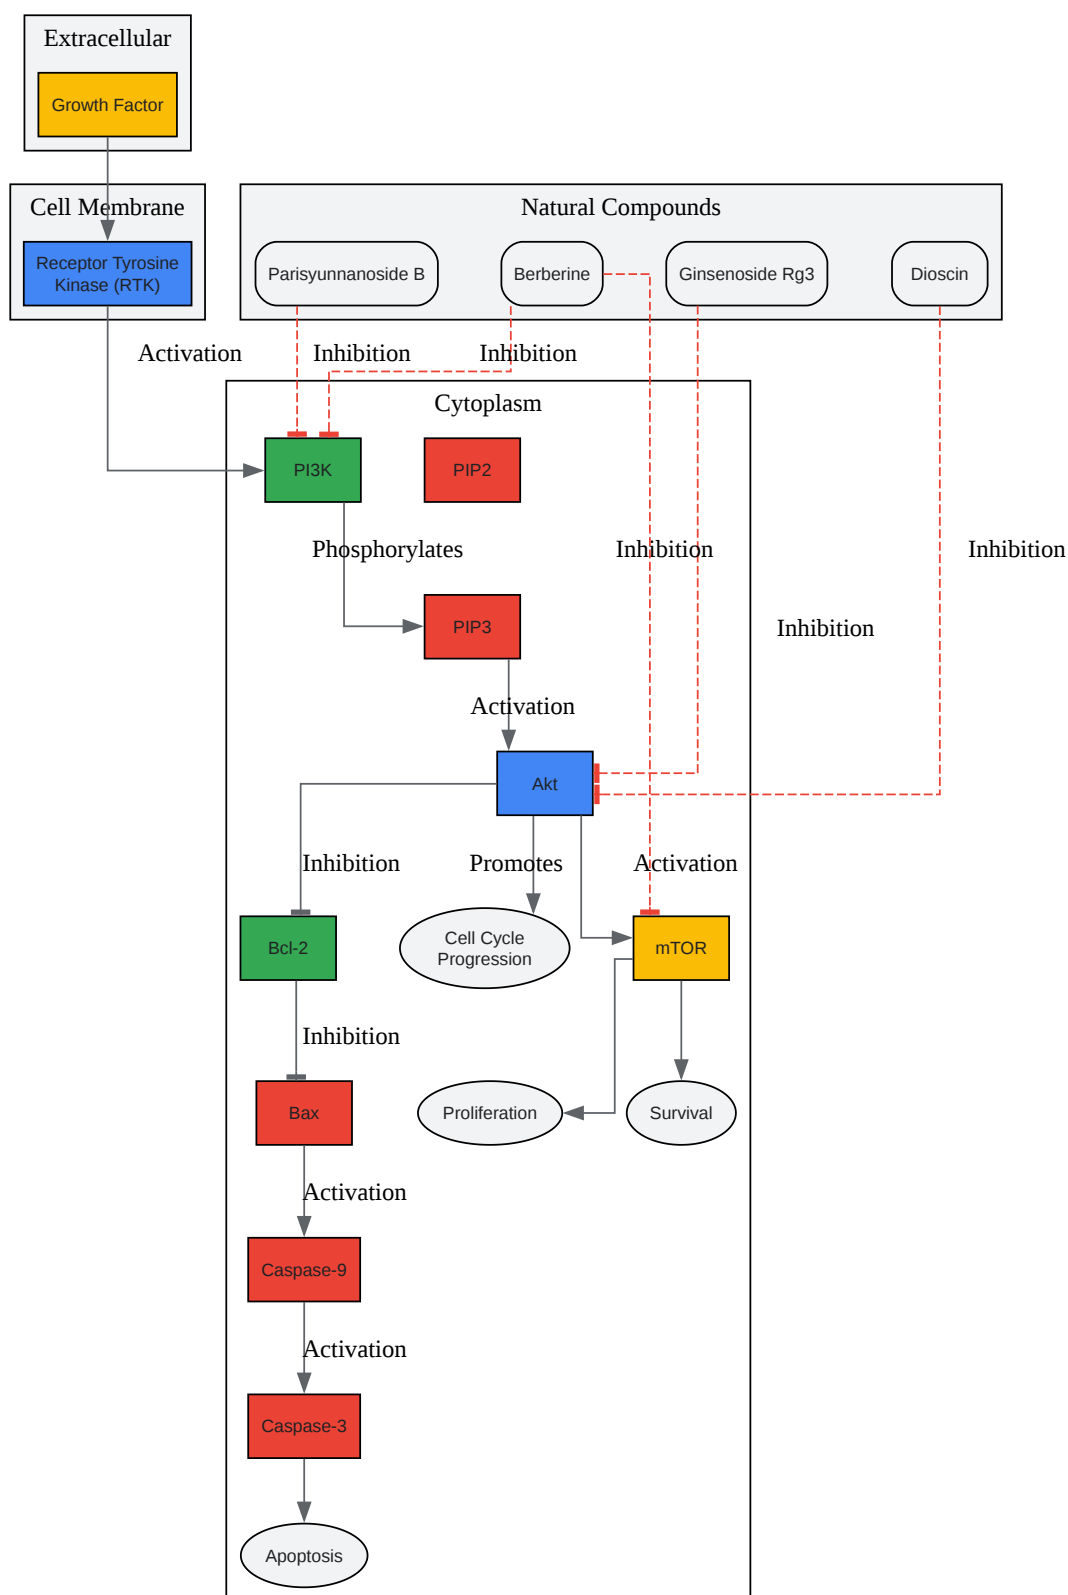 Extracellular
Growth Factor
Cell Membrane
Natural Compounds
Receptor Tyrosine
Kinase (RTK)
Parisyunnanoside B
Berberine
Ginsenoside Rg3
Dioscin
Activation
Inhibition
Inhibition
Cytoplasm
PI3K
PIP2
Phosphorylates
Inhibition
Inhibition
PIP3
Inhibition
Activation
Akt
Inhibition
Promotes
Activation
Bcl-2
Cell Cycle
Progression
mTOR
Inhibition
Bax
Proliferation
Survival
Activation
Caspase-9
Activation
Caspase-3
Apoptosis